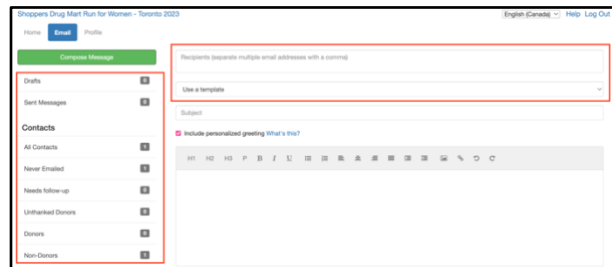 Shoppers Drug Mart Run for Women - Toronto 2023
English (Canada) Help Log Out
Home Email Profile
Compose Message
Recipients (separate multiple email addresses with a comma)
Drafts 0
Use a template
Sent Messages 0
Subject
Contacts
Include personalized greeting What's this?
All Contacts 1
H1 H2 H3 P B I U
Never Emailed 1
Needs follow-up 0
Unthanked Donors 0
Donors 0
Non-Donors 1